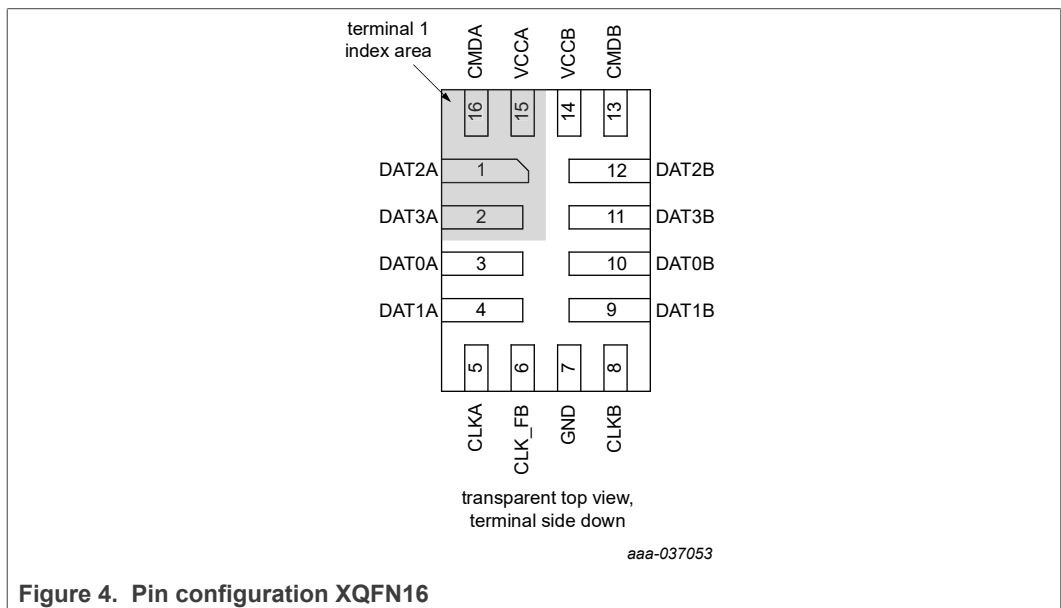 terminal 1
index area
CMDA
VCCA
VCCB
CMDB
16
15
14
13
DAT2A 1 12 DAT2B
DAT3A 2 11 DAT3B
DAT0A 3 10 DAT0B
DAT1A 4 9 DAT1B
5
6
7
8
CLKA
CLK_FB
GND
CLKB
transparent top view,
terminal side down
aaa-037053
Figure 4. Pin configuration XQFN16